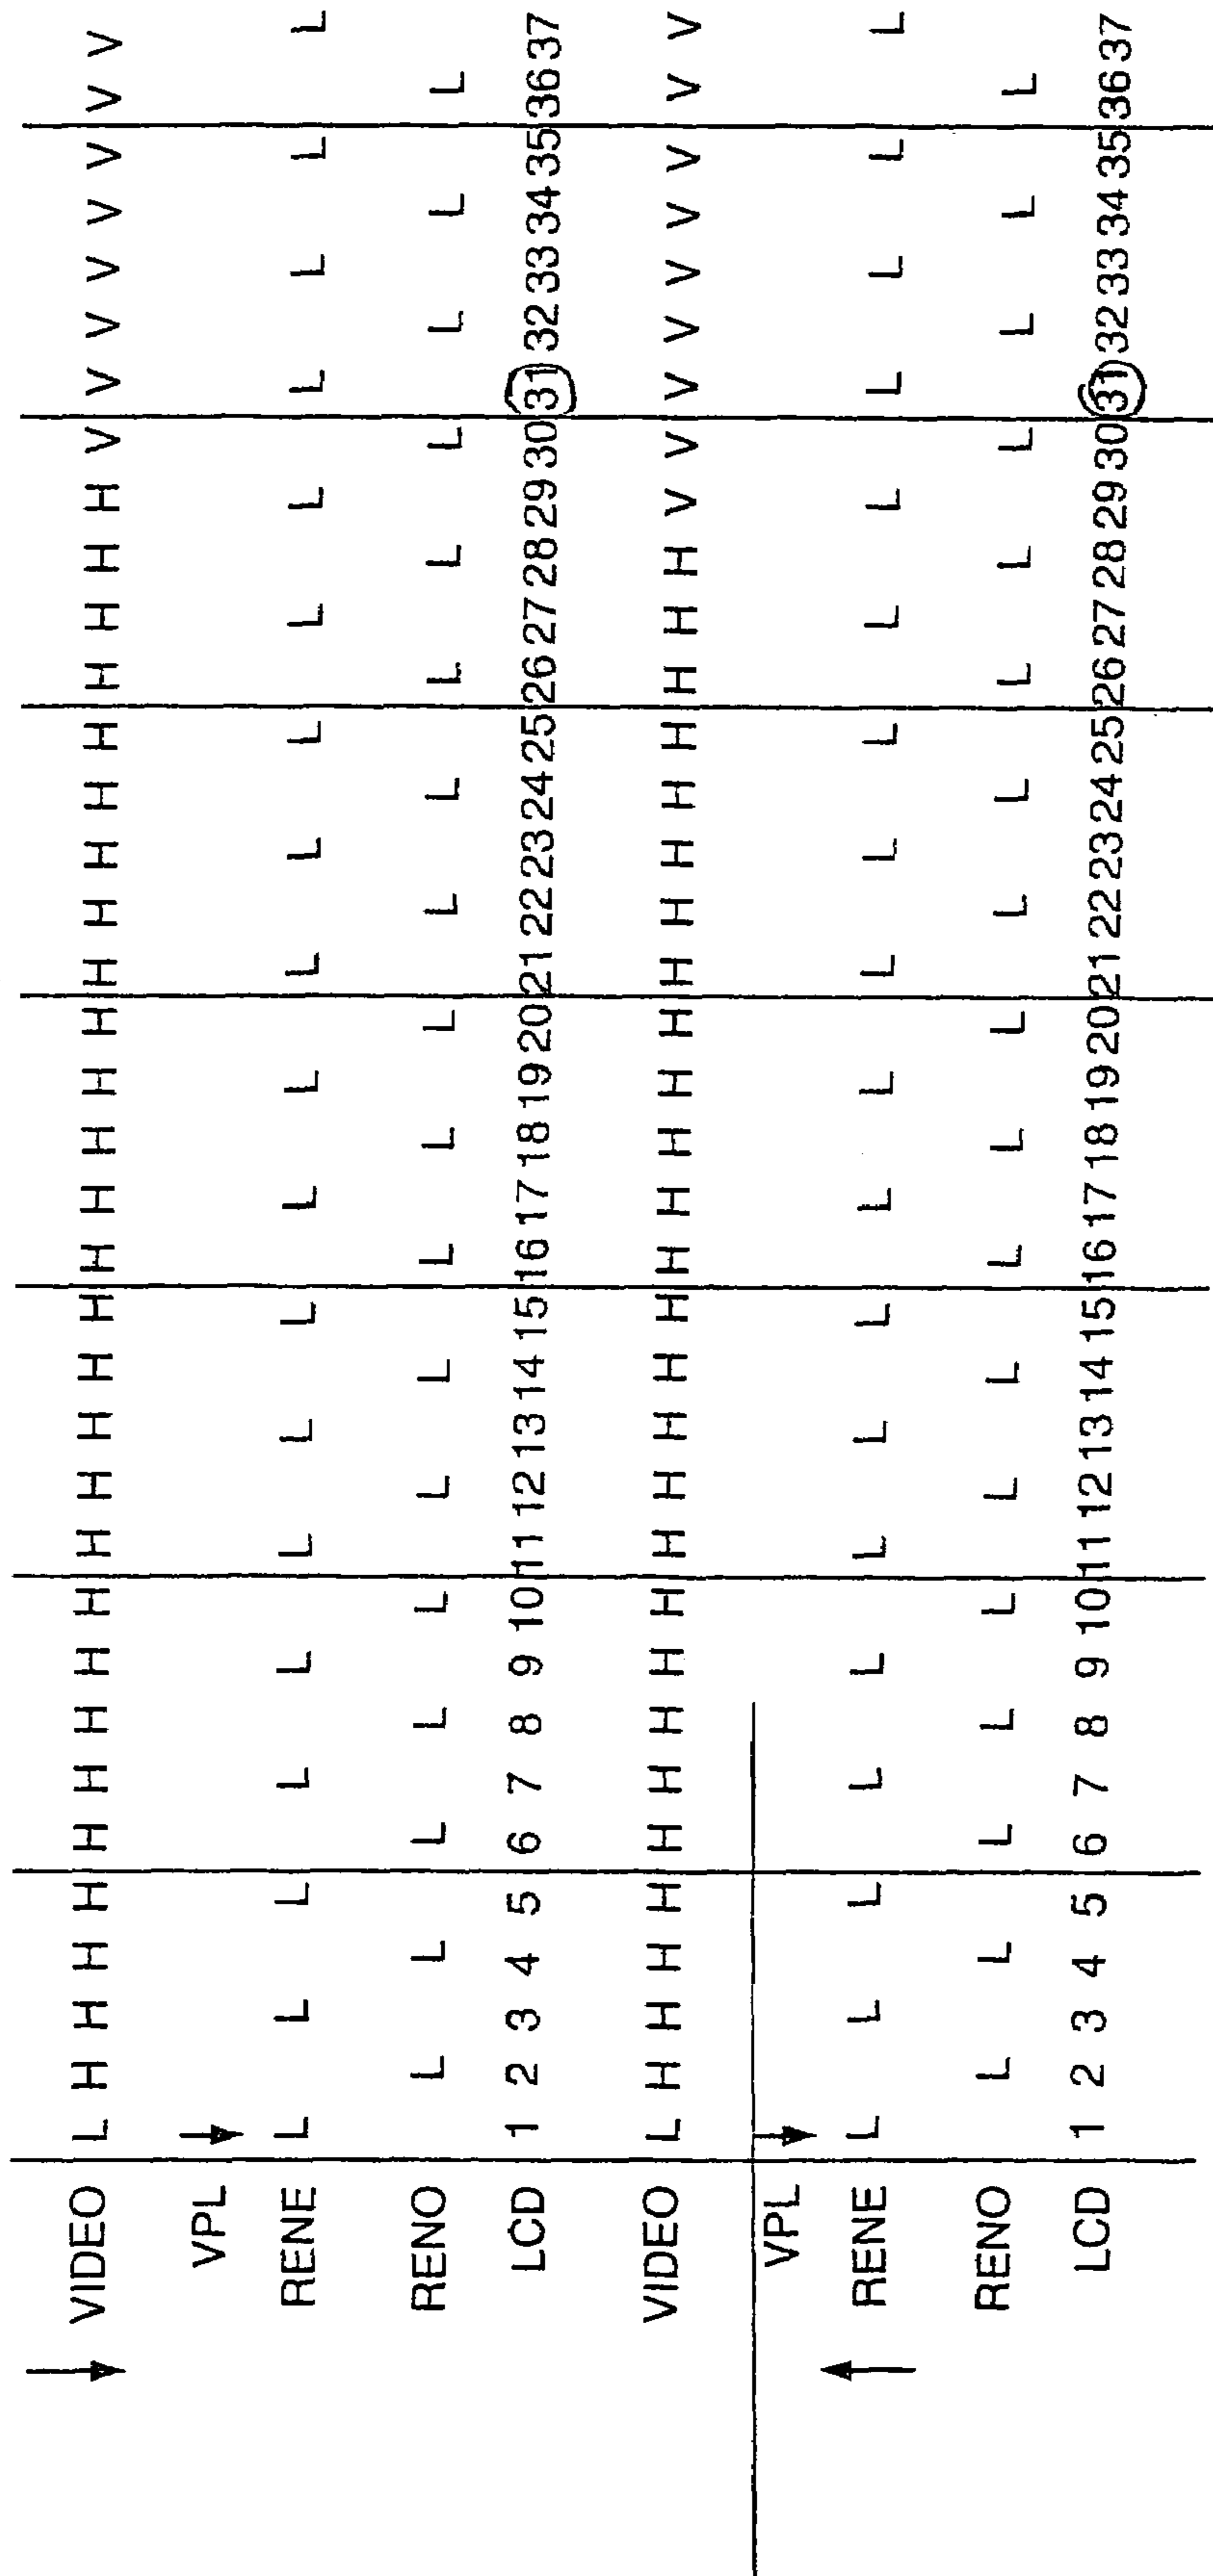 VIDEO L H H H H H H H H H H H H H H H H H H H H H H H H H H H H V V V V V V V V
VPL
RENE L L L L L L L L L L L L L L L L L L L
RENO L L L L L L L L L L L L L L L L L L
LCD 1 2 3 4 5 6 7 8 9 10 11 12 13 14 15 16 17 18 19 20 21 22 23 24 25 26 27 28 29 30 31 32 33 34 35 36 37
VIDEO L H H H H H H H H H H H H H H H H H H H H H H H H H H H V V V V V V V V V
VPL
RENE L L L L L L L L L L L L L L L L L L L
RENO L L L L L L L L L L L L L L L L L L
LCD 1 2 3 4 5 6 7 8 9 10 11 12 13 14 15 16 17 18 19 20 21 22 23 24 25 26 27 28 29 30 31 32 33 34 35 36 37